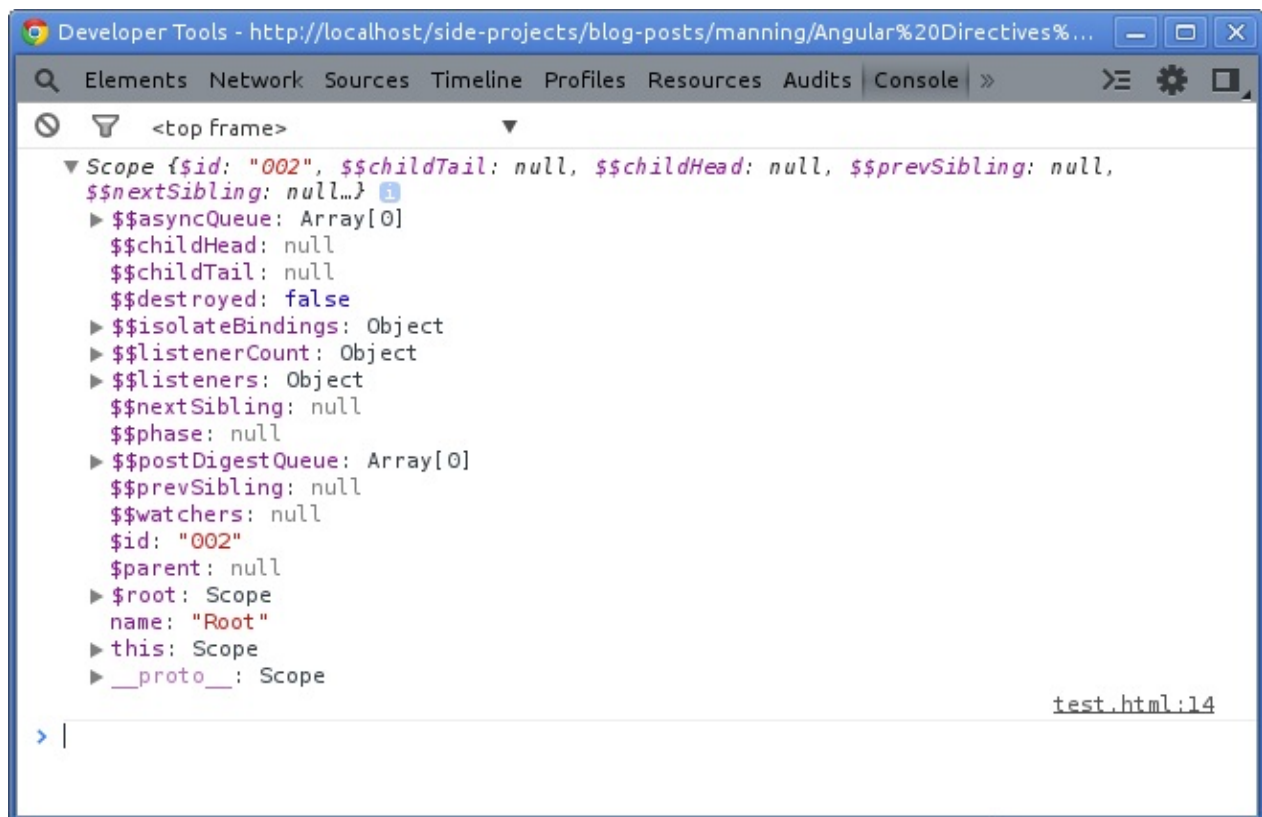 Developer Tools - http://localhost/side-projects/blog-posts/manning/Angular%20Directives%...
Elements Network Sources Timeline Profiles Resources Audits Console »
<top frame> ▼
▼ Scope {$id: "002", $$childTail: null, $$childHead: null, $$prevSibling: null,
$$nextSibling: null…} i
▶ $$asyncQueue: Array[0]
$$childHead: null
$$childTail: null
$$destroyed: false
▶ $$isolateBindings: Object
▶ $$listenerCount: Object
▶ $$listeners: Object
$$nextSibling: null
$$phase: null
▶ $$postDigestQueue: Array[0]
$$prevSibling: null
$$watchers: null
$id: "002"
$parent: null
▶ $root: Scope
name: "Root"
▶ this: Scope
▶ __proto__: Scope
test.html:14
>